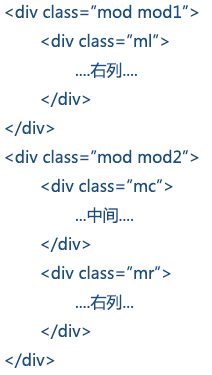 <div class="mod mod1">
<div class="ml">
....右列....
</div>
</div>
<div class="mod mod2">
<div class="mc">
...中间....
</div>
<div class="mr">
....右列...
</div>
</div>